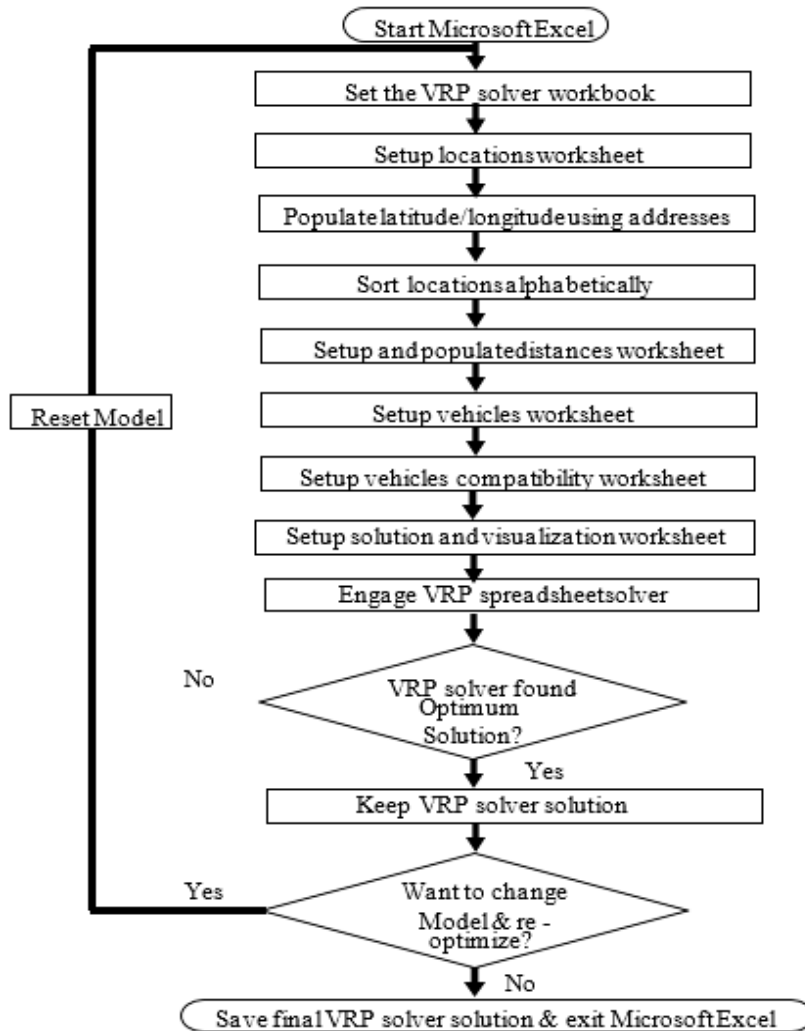 Start Microsoft Excel
Set the VRP solver workbook
Setup locations worksheet
Populate latitude/longitude using addresses
Sort locations alphabetically
Setup and populate distances worksheet
Reset Model
Setup vehicles worksheet
Setup vehicles compatibility worksheet
Setup solution and visualization worksheet
Engage VRP spreadsheet solver
No
VRP solver found
Optimum
Solution?
Yes
Keep VRP solver solution
Yes
Want to change
Model & re -
optimize?
No
Save final VRP solver solution & exit Microsoft Excel